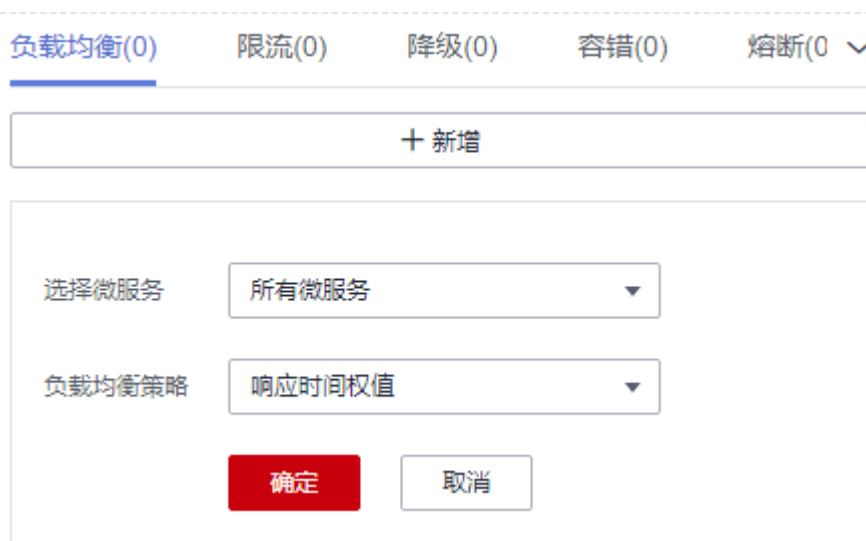 负载均衡(0) 限流(0) 降级(0) 容错(0) 熔断(0
新增
选择微服务 所有微服务
负载均衡策略 响应时间权值
确定 取消